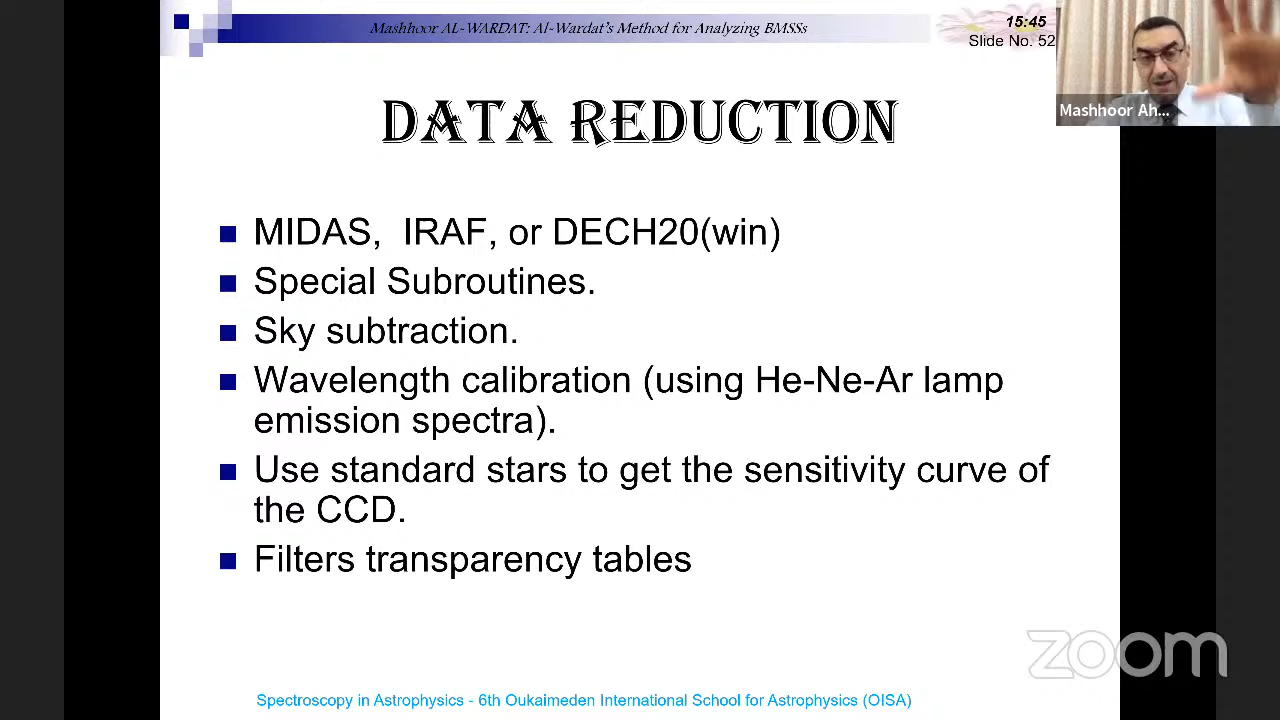 Mashhoor AL-WARDAT: Al-Wardat's Method for Analyzing BMSSs
15:45
Slide No. 52
Mashhoor Ah...
DATA REDUCTION
MIDAS, IRAF, or DECH20(win)
Special Subroutines.
Sky subtraction.
Wavelength calibration (using He-Ne-Ar lamp
emission spectra).
Use standard stars to get the sensitivity curve of
the CCD.
Filters transparency tables
zoom
Spectroscopy in Astrophysics - 6th Oukaimeden International School for Astrophysics (OISA)